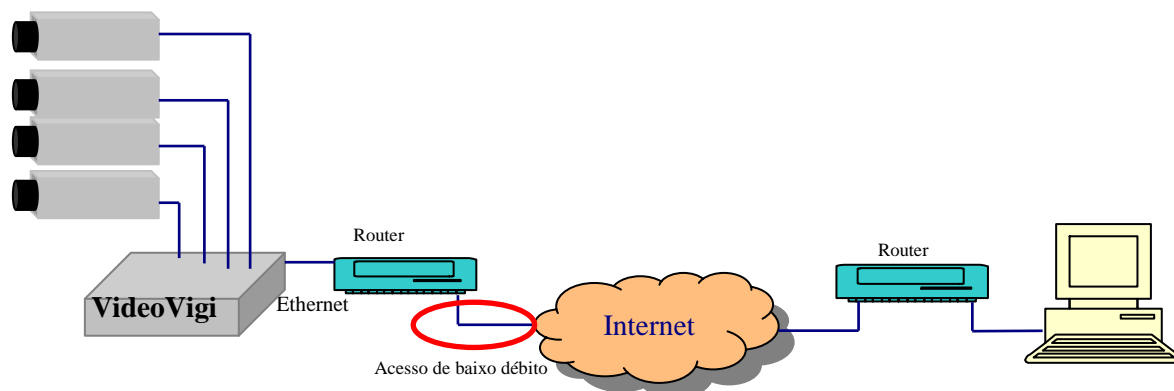 Router
Router
VideoVigi
Ethernet
Internet
Acesso de baixo débito